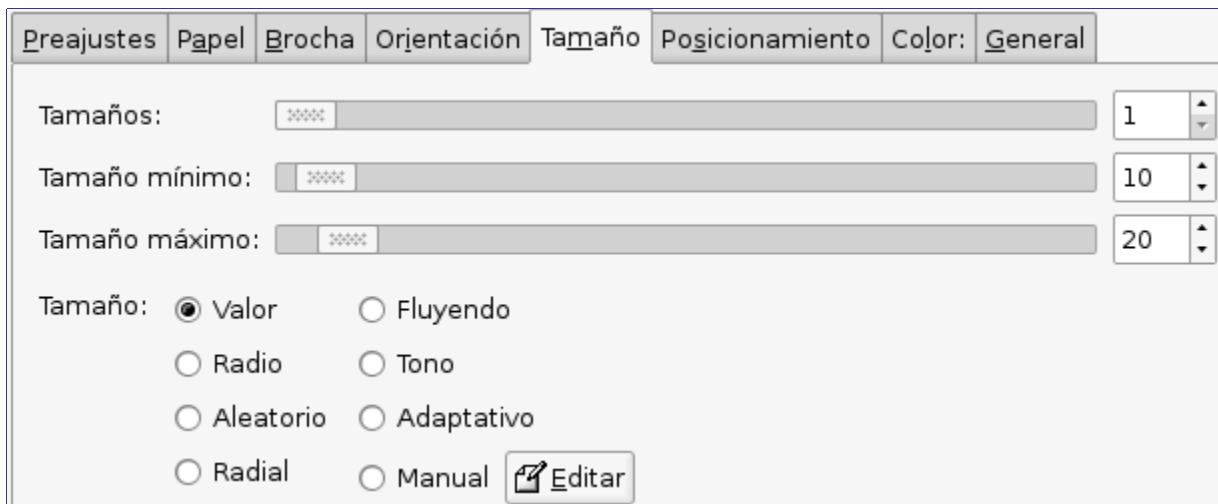 Preajustes Papel Brocha Orientación Tamaño Posicionamiento Color: General
Tamaños: 1
Tamaño mínimo: 10
Tamaño máximo: 20
Tamaño: Valor Fluyendo
Radio Tono
Aleatorio Adaptativo
Radial Manual Editar